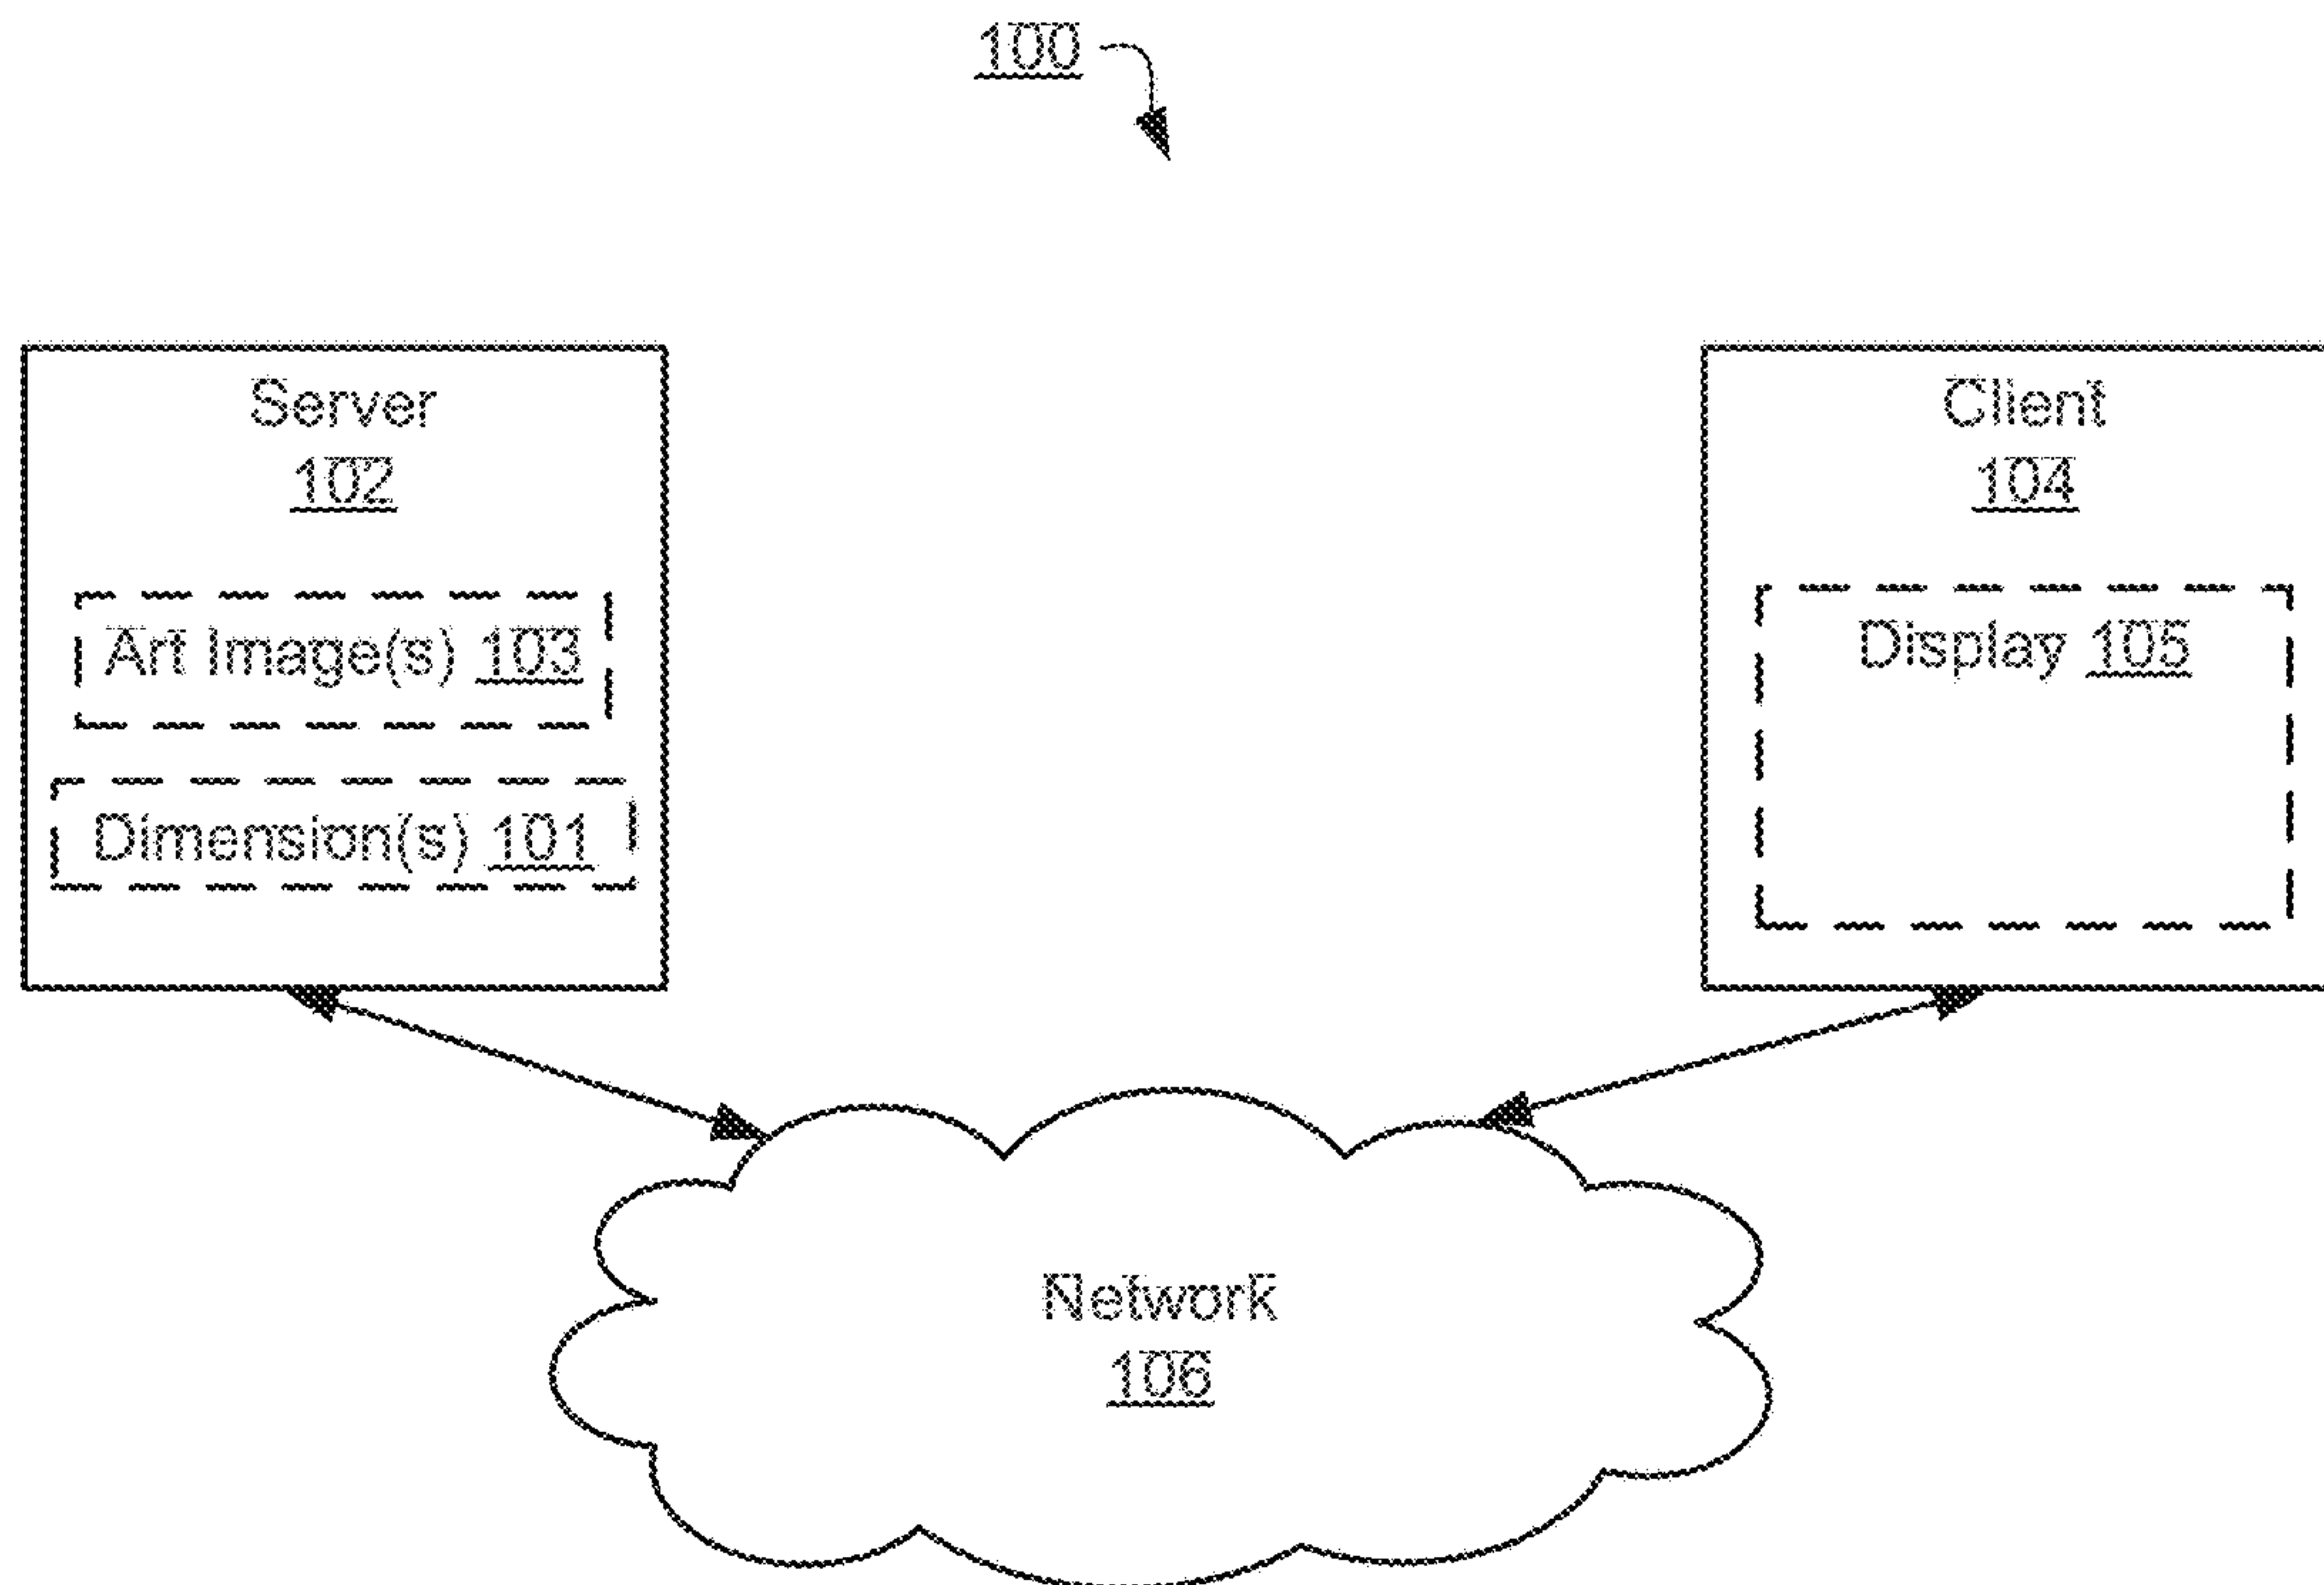 100
Server
102
Art Image(s) 103
Dimension(s) 101
Client
104
Display 105
Network
106